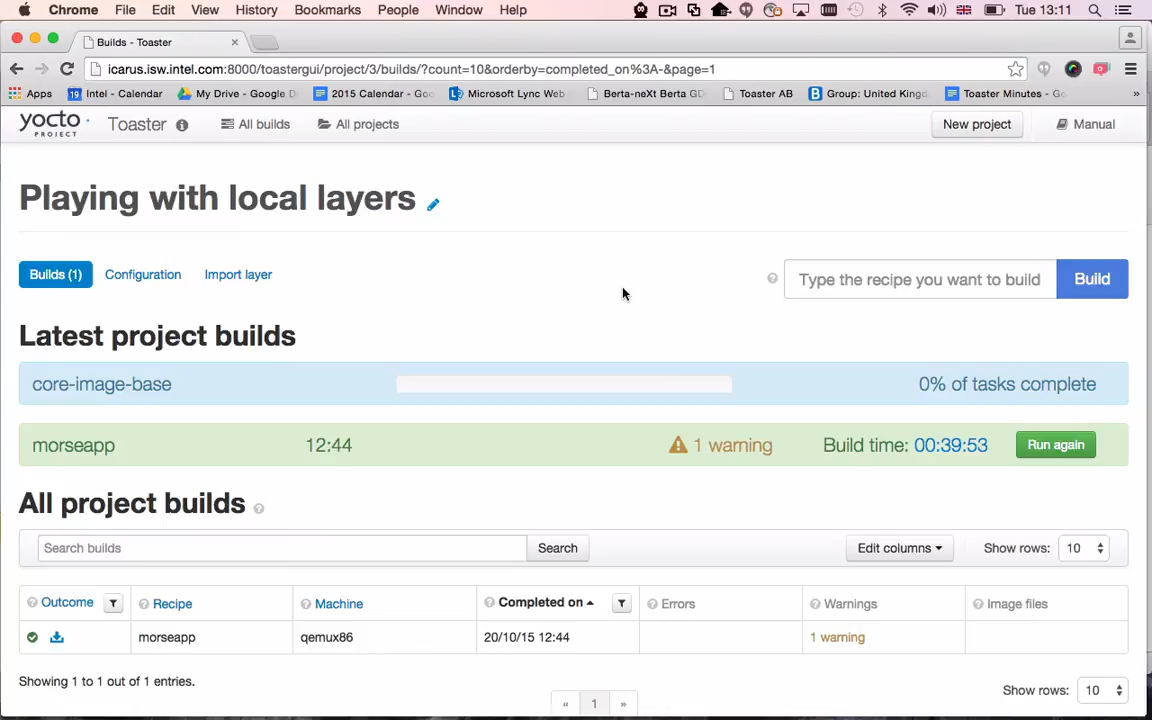 Chrome File Edit View History Bookmarks People Window Help Tue 13:11
Builds - Toaster
icarus.isw.intel.com:8000/toastergui/project/3/builds/?count=10&orderby=completed_on%3A-&page=1
Apps 19 Intel - Calendar My Drive - Google D 2015 Calendar - Goo Microsoft Lync Web Berta-neXt Berta GD Toaster AB Group: United King Toaster Minutes - G »
yocto PROJECT Toaster All builds All projects New project Manual
Playing with local layers
Builds (1) Configuration Import layer ? Type the recipe you want to build Build
Latest project builds
core-image-base 0% of tasks complete
morseapp 12:44 1 warning Build time: 00:39:53 Run again
All project builds ?
Search builds Search Edit columns Show rows: 10
? Outcome ? Recipe ? Machine ? Completed on ? Errors ? Warnings ? Image files
morseapp qemux86 20/10/15 12:44 1 warning
Showing 1 to 1 out of 1 entries.
Show rows: 10
« 1 »